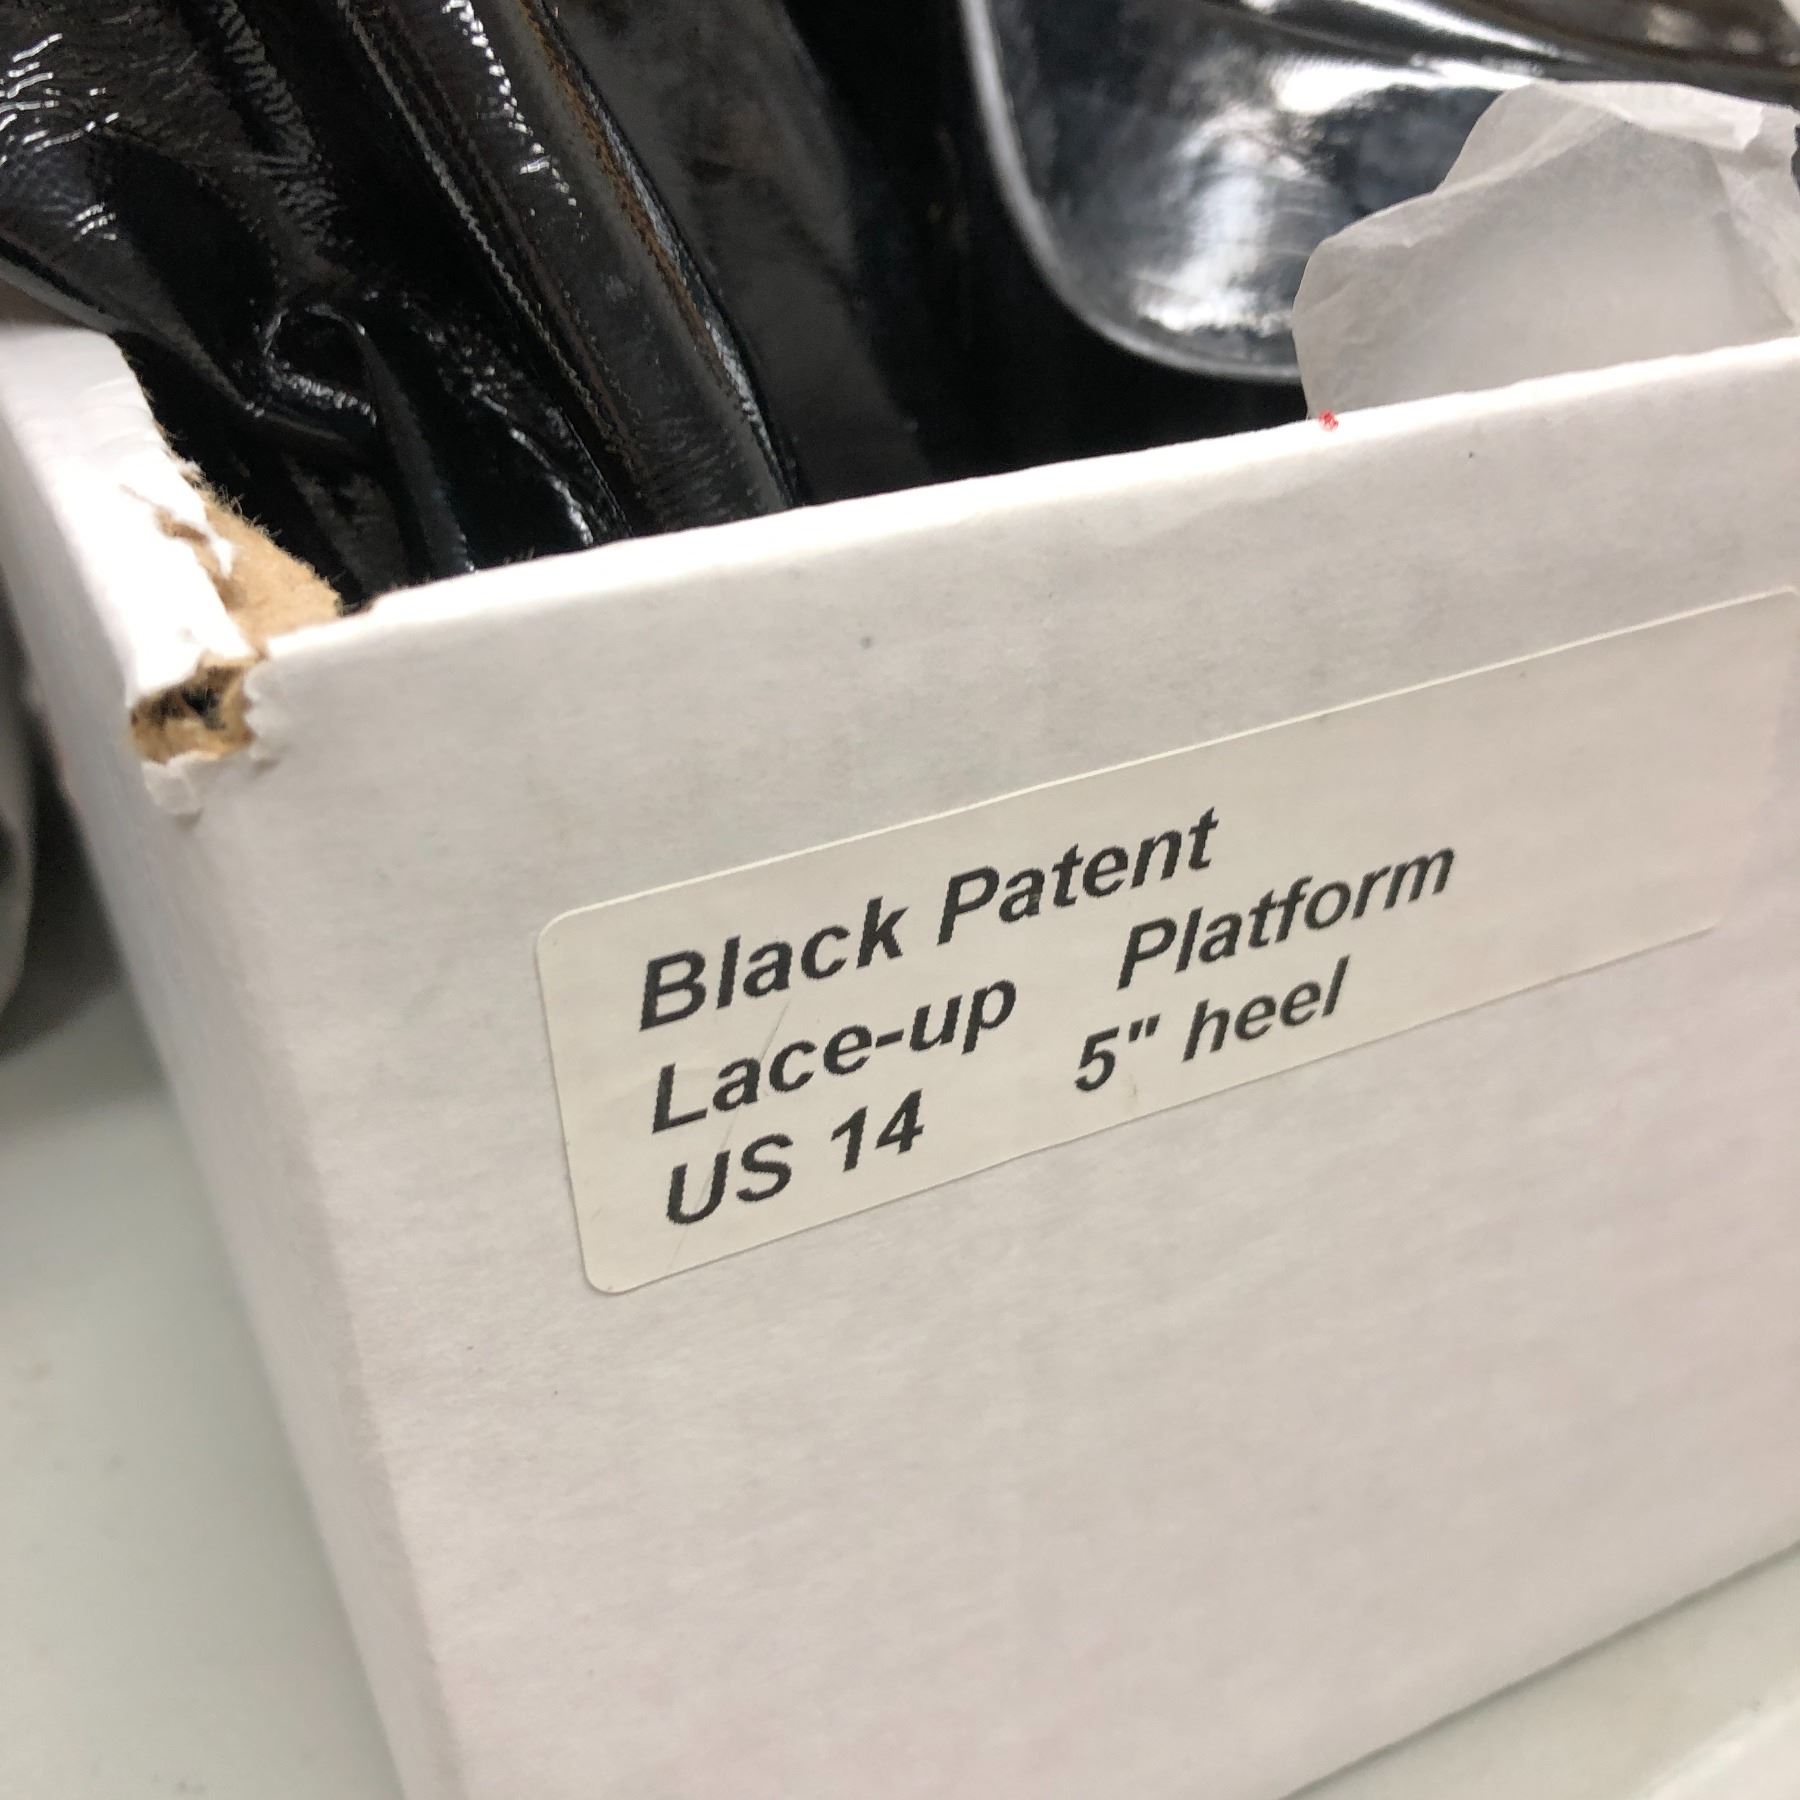 Black Patent
Lace-up Platform
US 14 5" heel